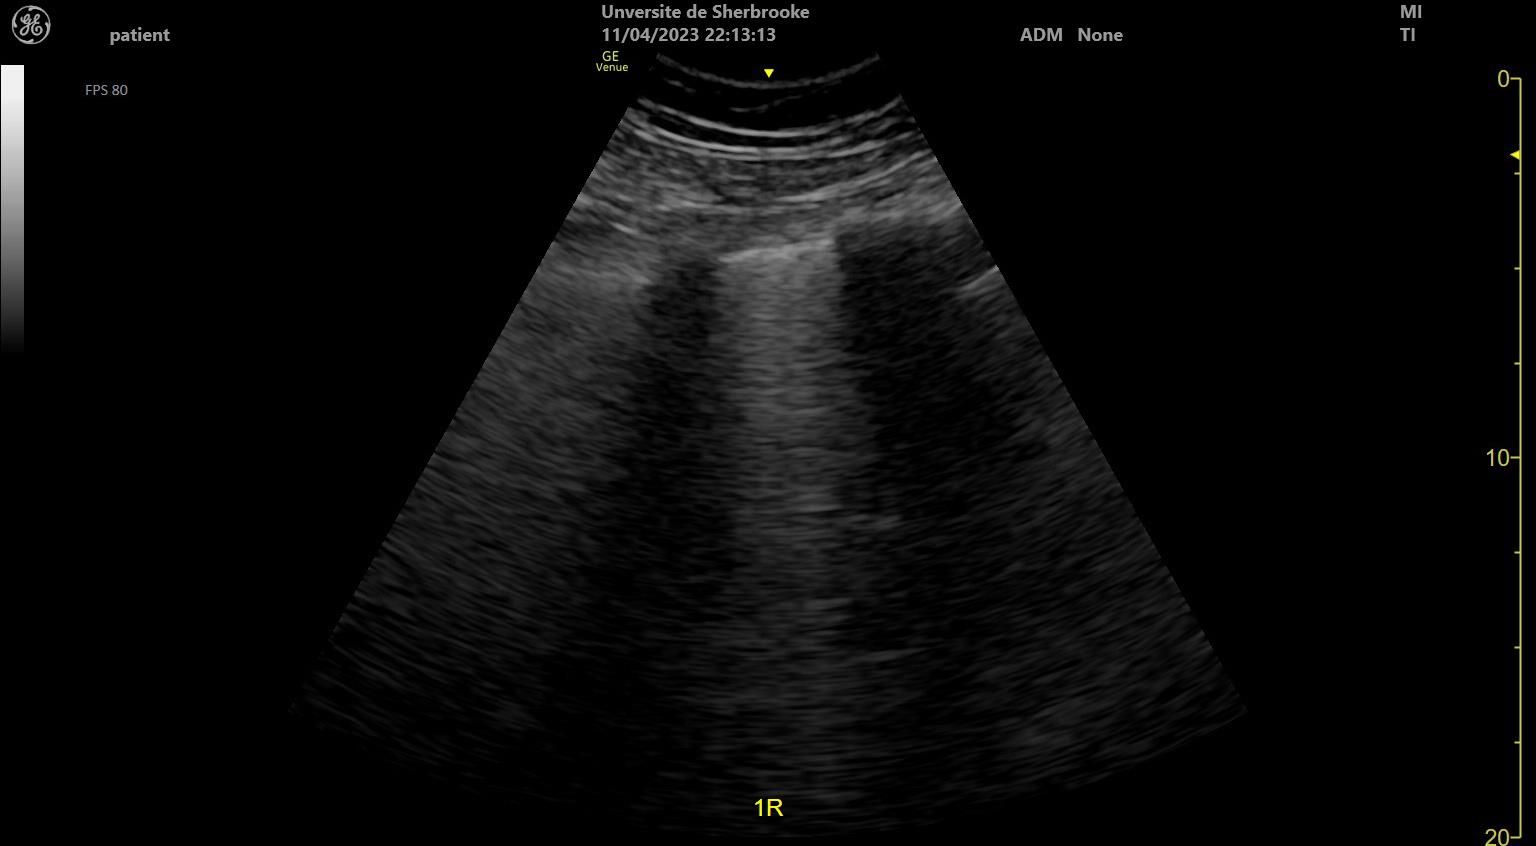 Unversite de Sherbrooke
MI
patient
11/04/2023 22:13:13
ADM None
TI
GE
Venue
FPS 80
0
10
20
1R